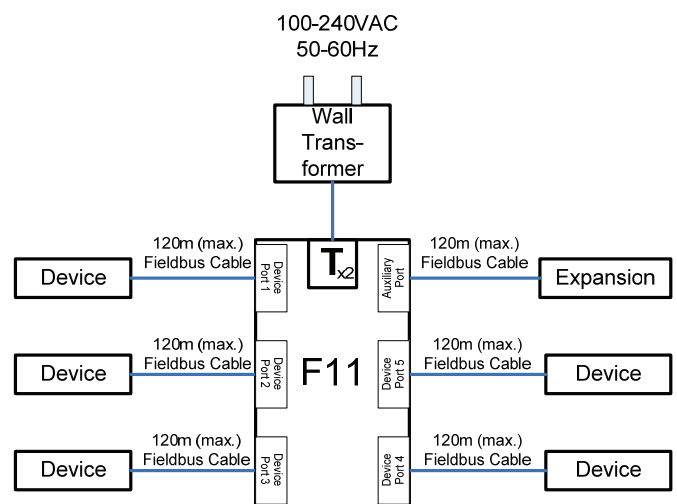 100-240VAC
50-60Hz
Wall
Trans-
former
Tx2
120m (max.)
Fieldbus Cable
Device
Device
Port 1
Auxiliary
Port
120m (max.)
Fieldbus Cable
Expansion
120m (max.)
Fieldbus Cable
Device
Device
Port 2
F11
Device
Port 5
120m (max.)
Fieldbus Cable
Device
120m (max.)
Fieldbus Cable
Device
Device
Port 3
Device
Port 4
120m (max.)
Fieldbus Cable
Device